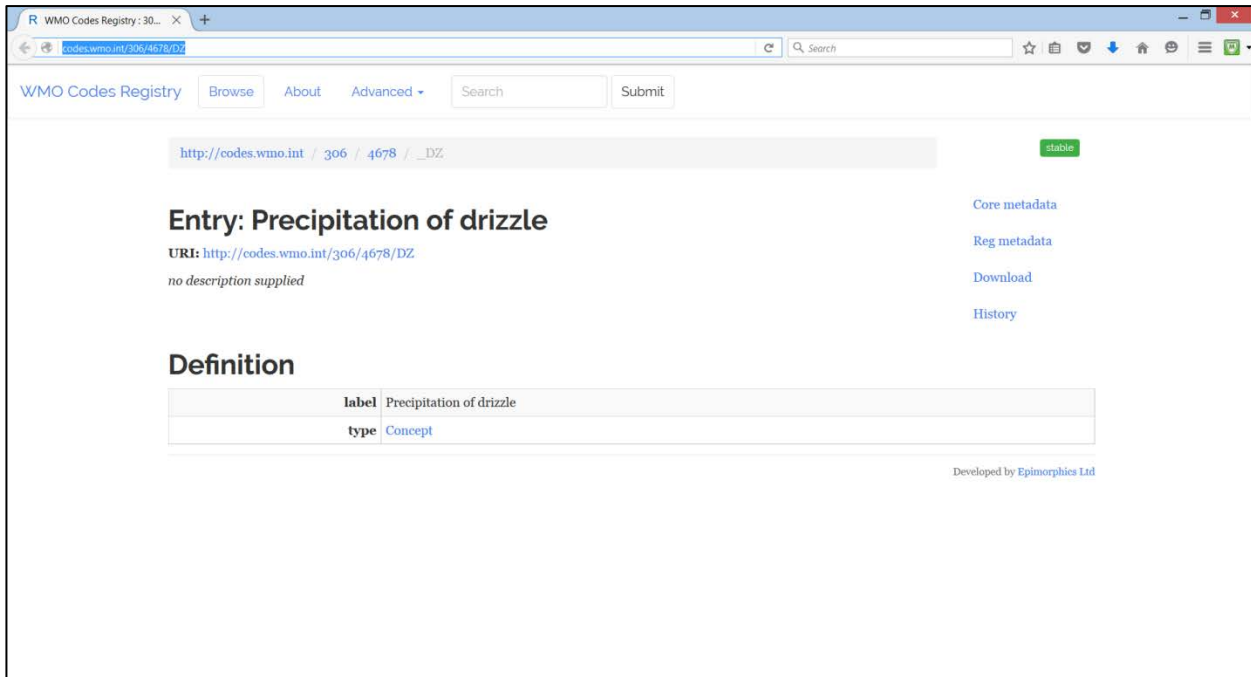 R WMO Codes Registry : 30... × +
codes.wmo.int/306/4678/DZ Search
WMO Codes Registry Browse About Advanced Search Submit
http://codes.wmo.int / 306 / 4678 / _DZ stable
Entry: Precipitation of drizzle
URI: http://codes.wmo.int/306/4678/DZ
no description supplied
Core metadata
Reg metadata
Download
History
Definition
label Precipitation of drizzle
type Concept
Developed by Epimorphics Ltd